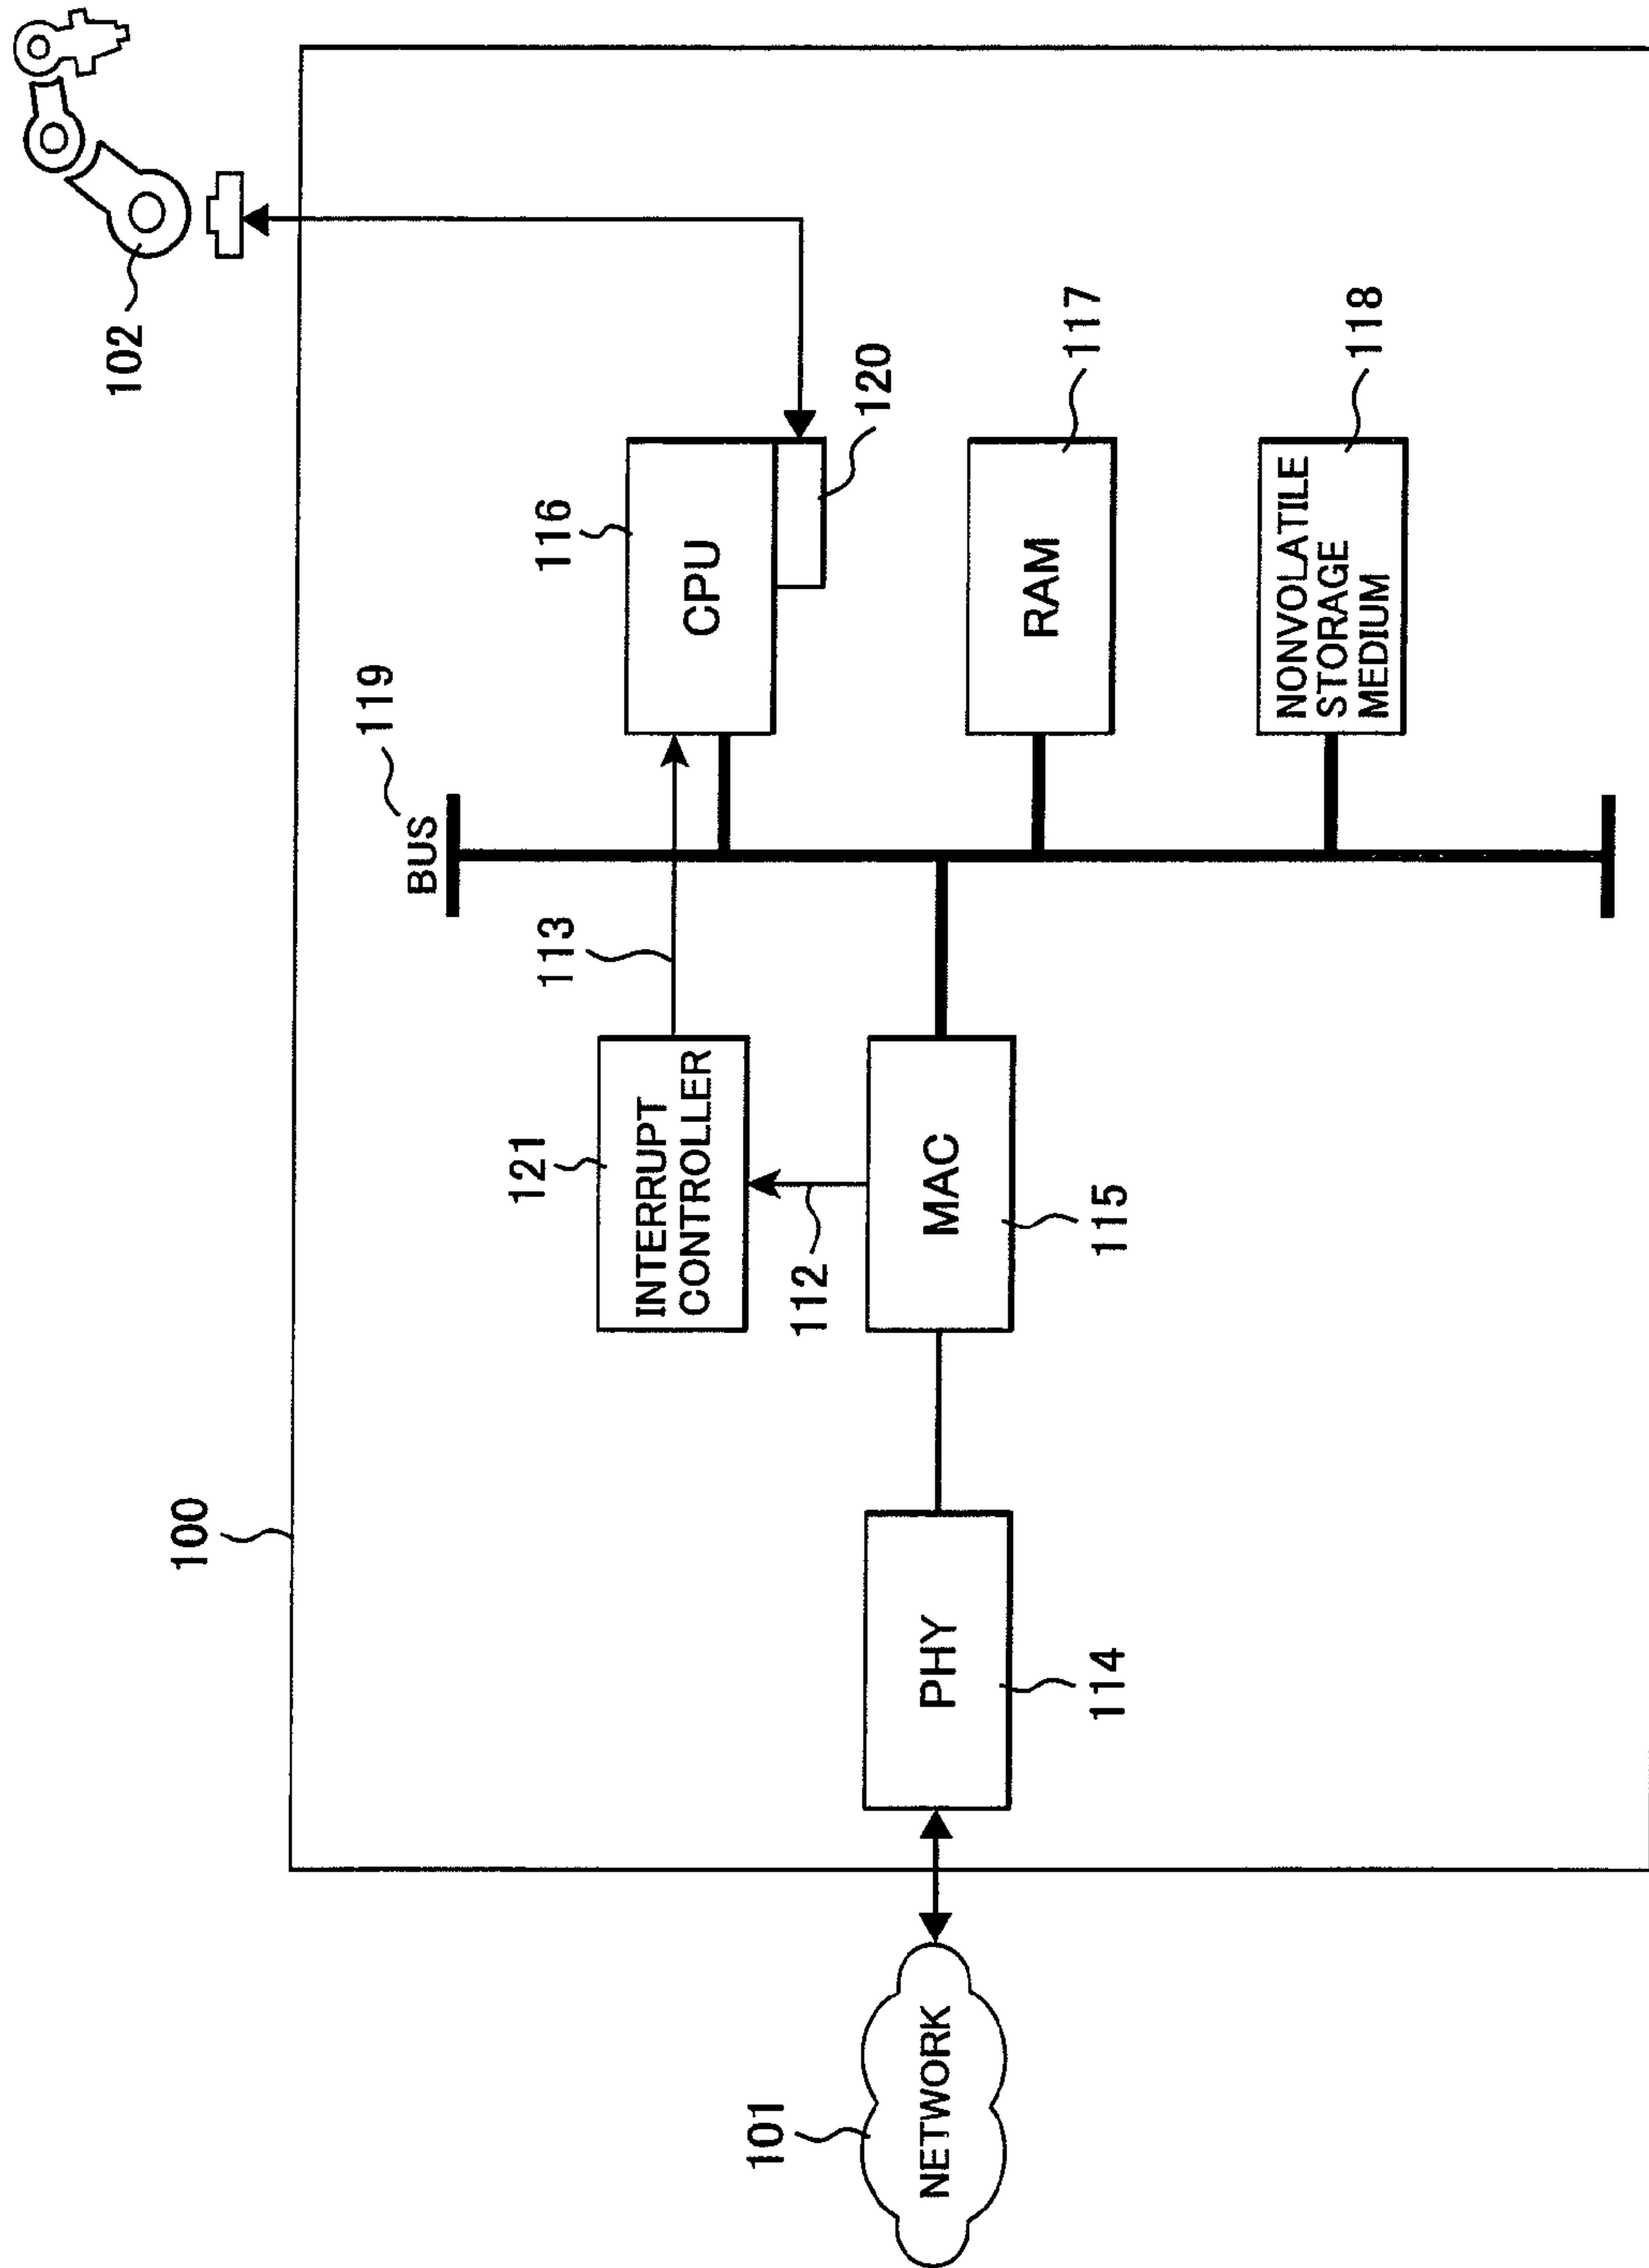 100
102
BUS 119
121
INTERRUPT
CONTROLLER
113
116
CPU
120
101
NETWORK
PHY
114
112
MAC
115
RAM
117
NONVOLATILE
STORAGE
MEDIUM
118